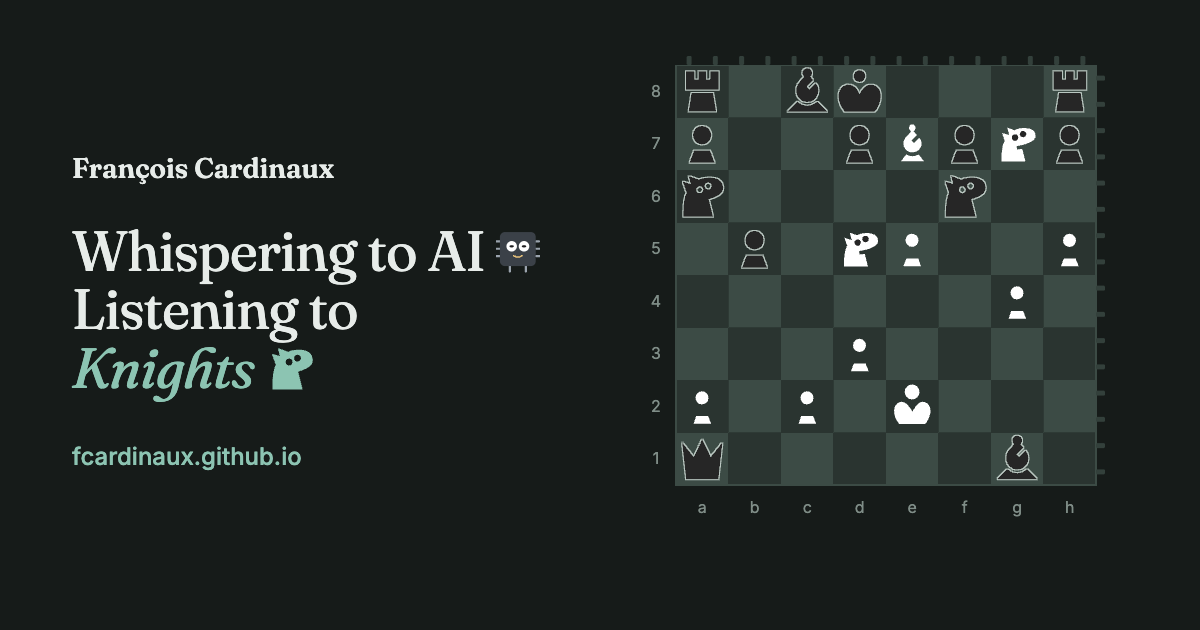 François Cardinaux
Whispering to AI
Listening to
Knights
fcardinaux.github.io
8
7
6
5
4
3
2
1
a b c d e f g h